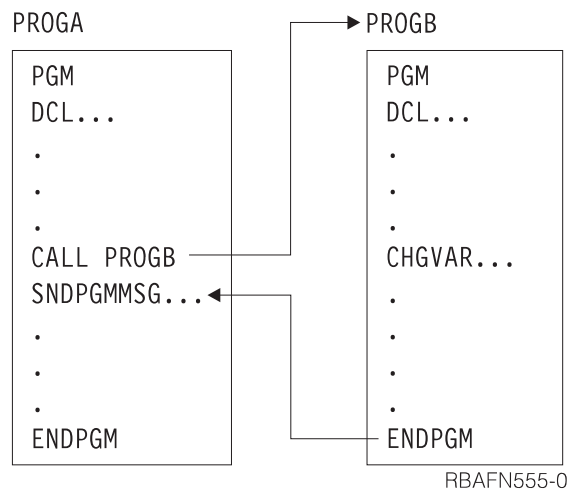 PROGA
PGM
DCL...
.
.
.
CALL PROGB
SNDPGMMSG...
.
.
.
ENDPGM
PROGB
PGM
DCL...
.
.
.
CHGVAR...
.
.
.
.
ENDPGM
RBAFN555-0